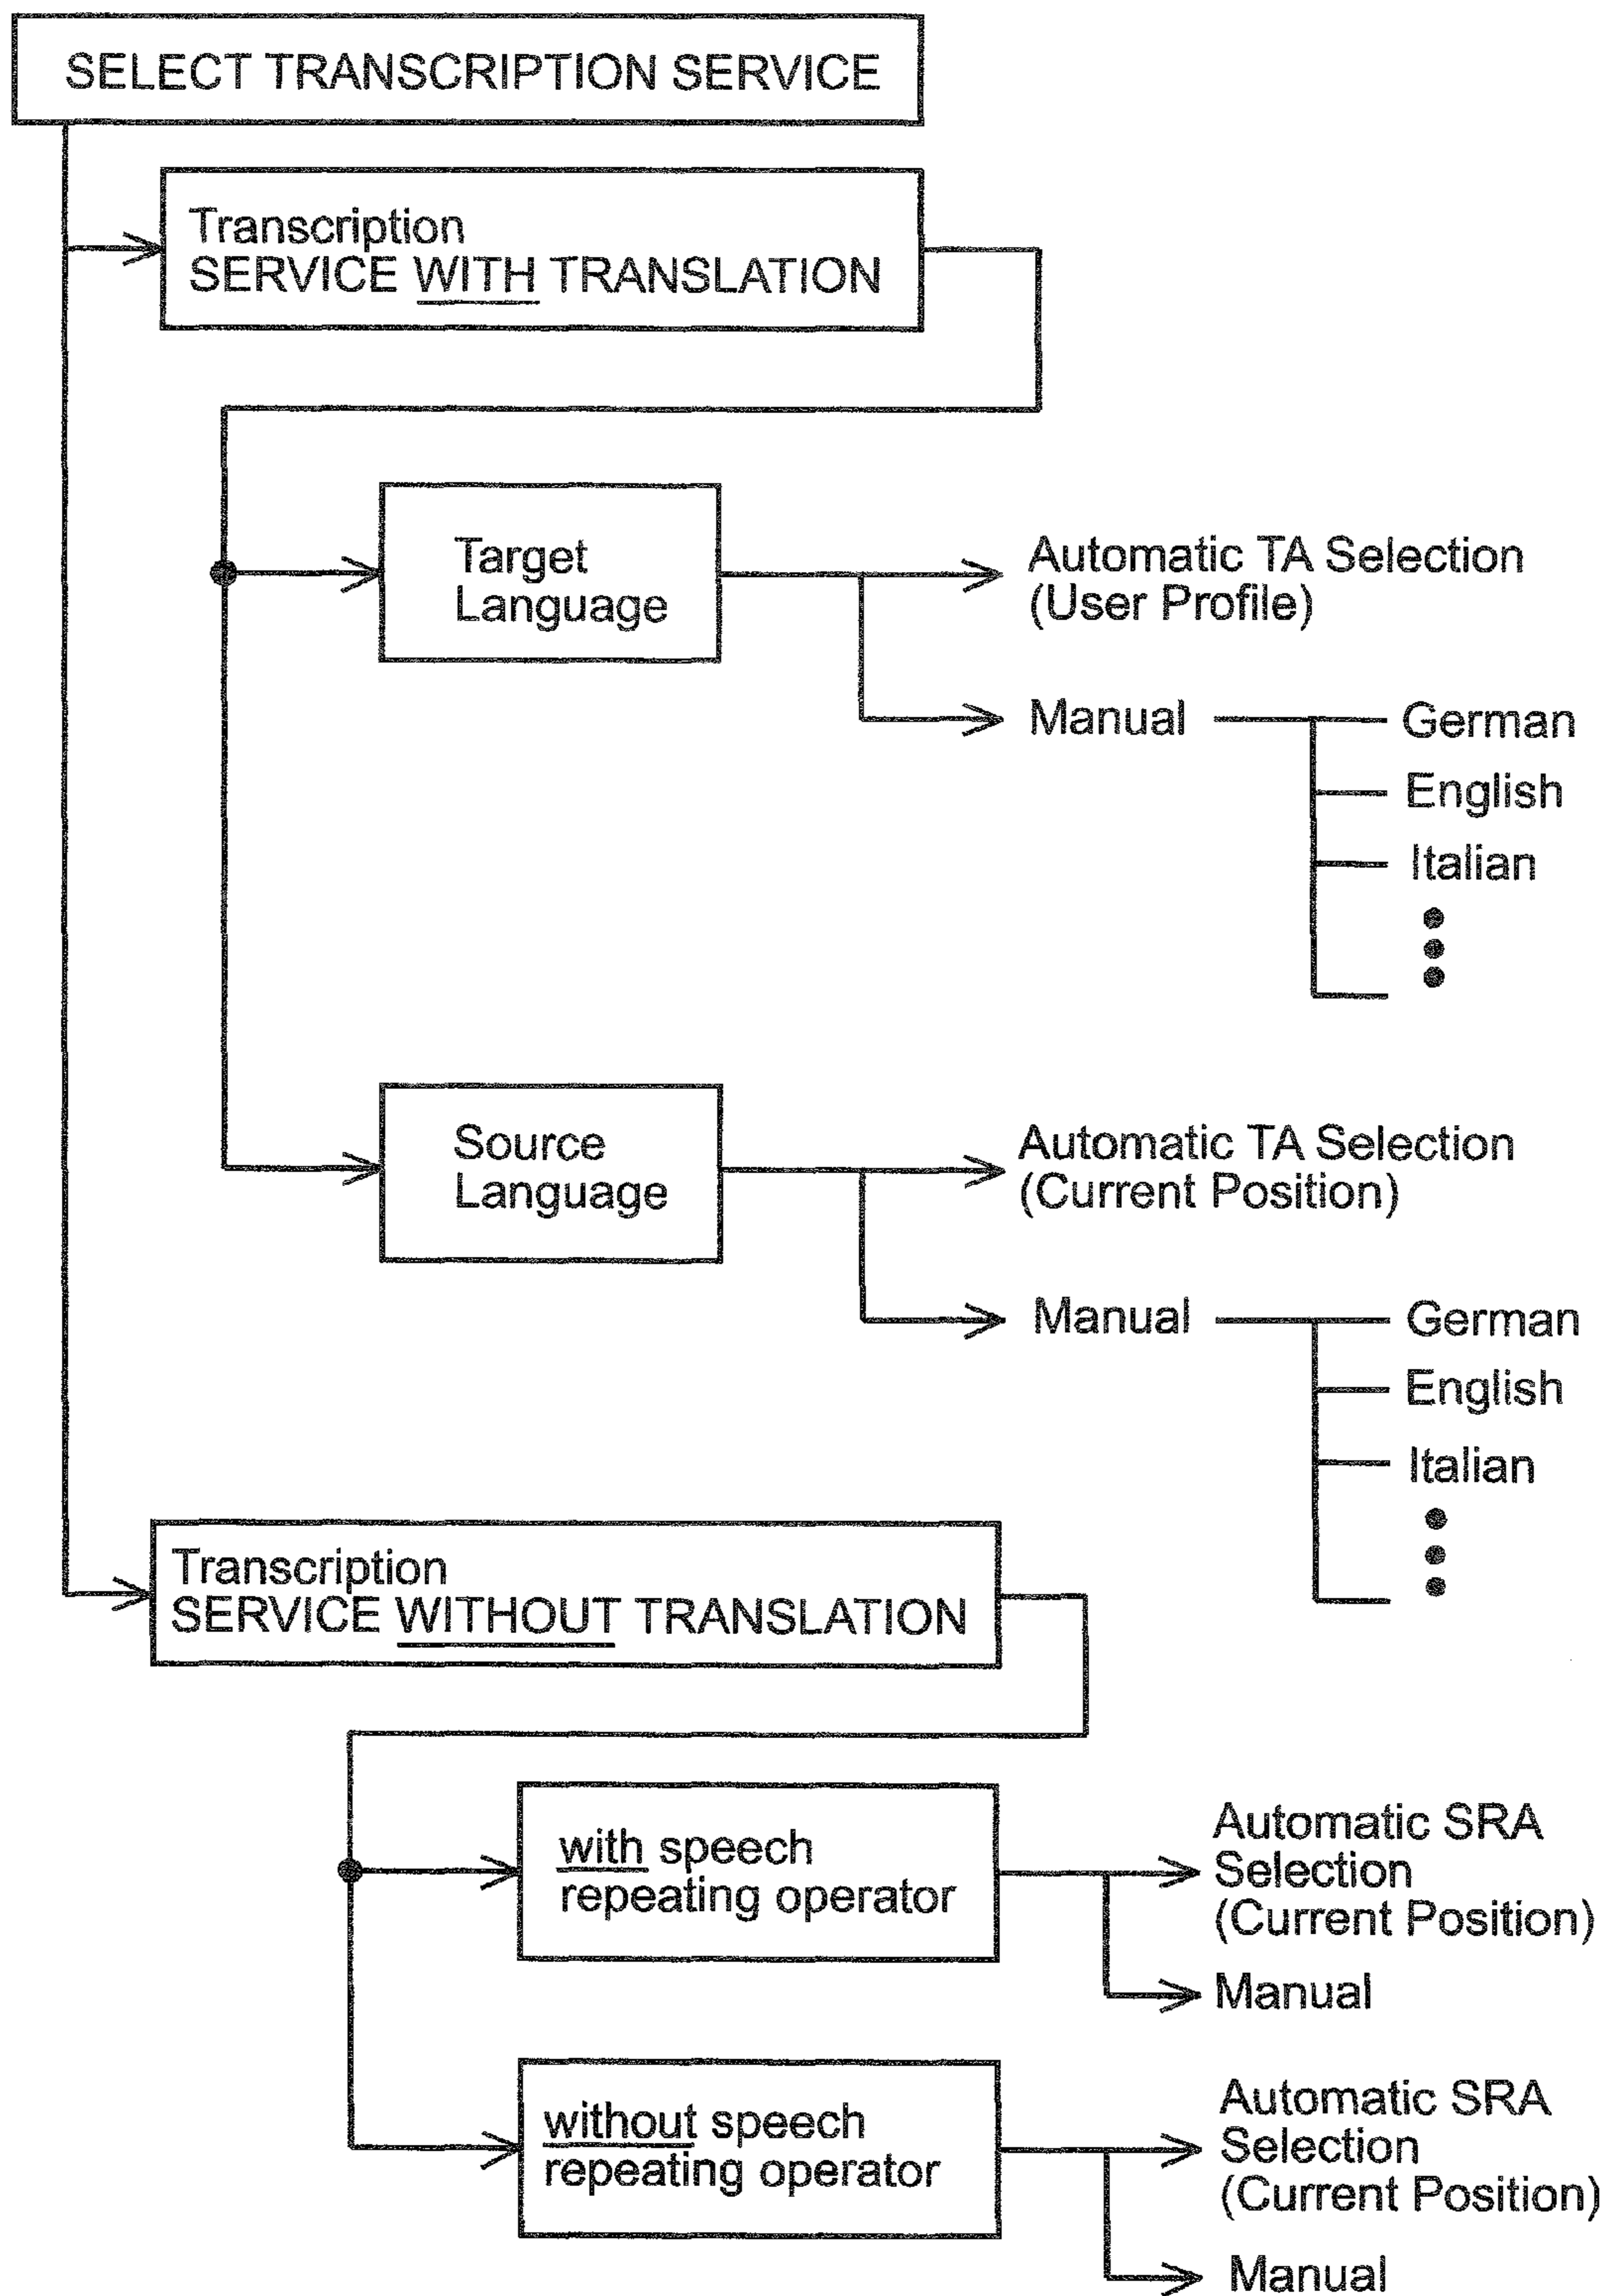 SELECT TRANSCRIPTION SERVICE
Transcription
SERVICE WITH TRANSLATION
Target
Language
Automatic TA Selection
(User Profile)
Manual
German
English
Italian
Source
Language
Automatic TA Selection
(Current Position)
Manual
German
English
Italian
Transcription
SERVICE WITHOUT TRANSLATION
with speech
repeating operator
Automatic SRA
Selection
(Current Position)
Manual
without speech
repeating operator
Automatic SRA
Selection
(Current Position)
Manual